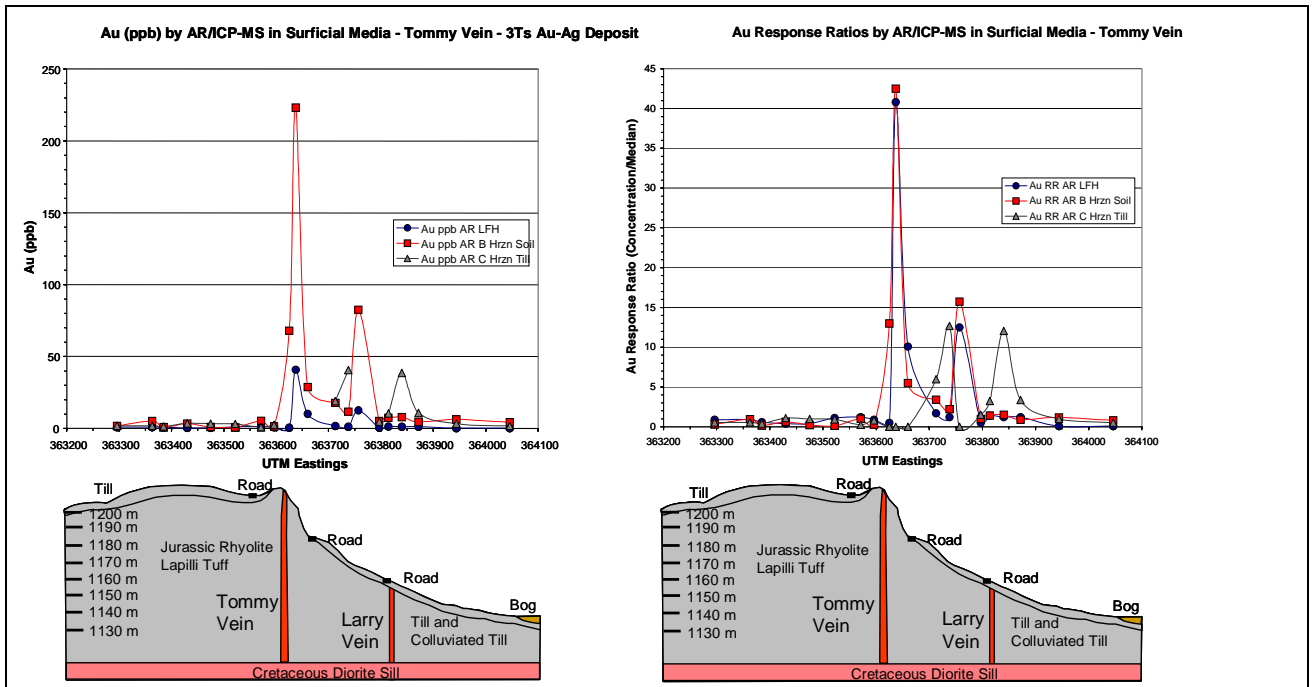 Au (ppb) by AR/ICP-MS in Surficial Media - Tommy Vein - 3Ts Au-Ag Deposit
250
200
150
100
50
0
Au (ppb)
Au ppb AR LFH
Au ppb AR B Hrzn Soil
Au ppb AR C Hrzn Till
363200 363300 363400 363500 363600 363700 363800 363900 364000 364100
UTM Eastings
Till
Road
1200 m
1190 m
1180 m
1170 m
1160 m
1150 m
1140 m
1130 m
Jurassic Rhyolite
Lapilli Tuff
Road
Road
Tommy
Vein
Larry
Vein
Bog
Till and
Colluviated Till
Cretaceous Diorite Sill
Au Response Ratios by AR/ICP-MS in Surficial Media - Tommy Vein
45
40
35
30
25
20
15
10
5
0
Au Response Ratio (Concentration/Median)
Au RR AR LFH
Au RR AR B Hrzn Soil
Au RR AR C Hrzn Till
363200 363300 363400 363500 363600 363700 363800 363900 364000 364100
UTM Eastings
Till
Road
1200 m
1190 m
1180 m
1170 m
1160 m
1150 m
1140 m
1130 m
Jurassic Rhyolite
Lapilli Tuff
Road
Road
Tommy
Vein
Larry
Vein
Bog
Till and
Colluviated Till
Cretaceous Diorite Sill